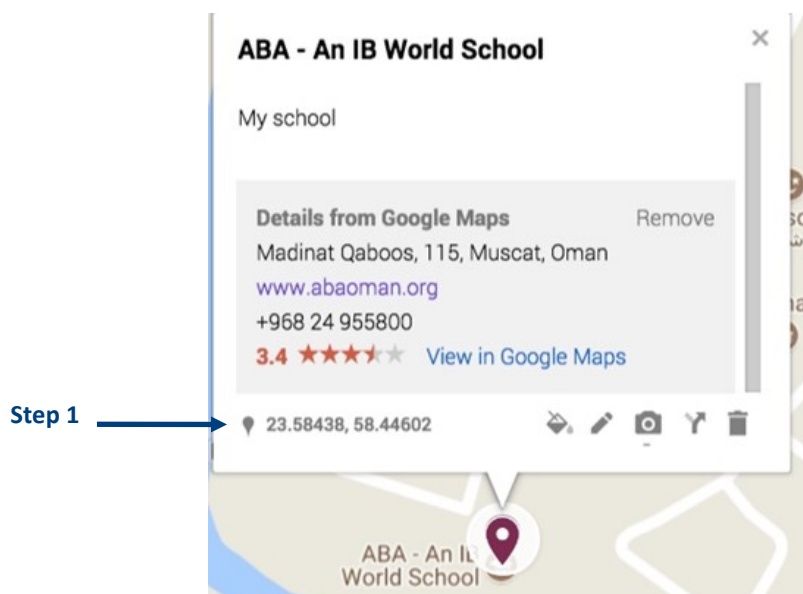 ABA - An IB World School
My school
Details from Google Maps Remove
Madinat Qaboos, 115, Muscat, Oman
www.abaoman.org
+968 24 955800
3.4 View in Google Maps
Step 1
23.58438, 58.44602
ABA - An IB
World School